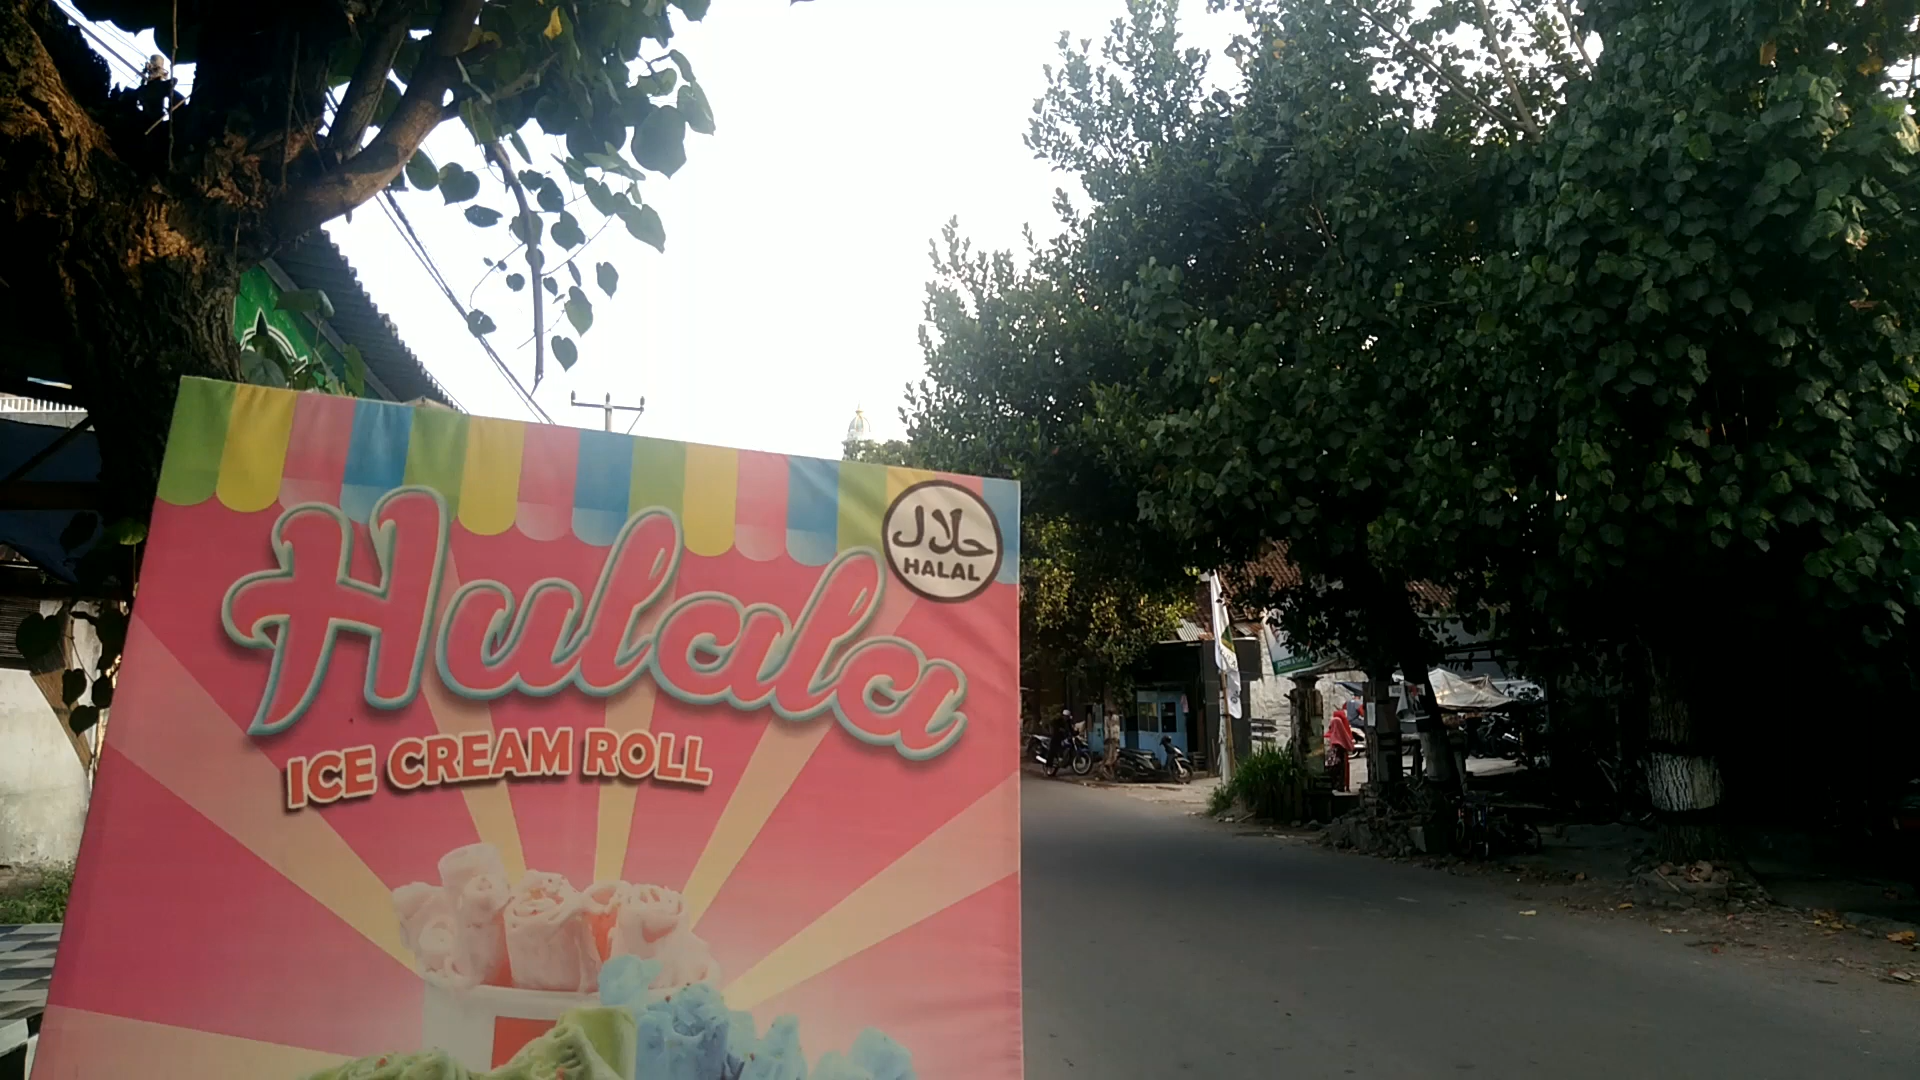 حلال
HALAL
Hulala
ICE CREAM ROLL